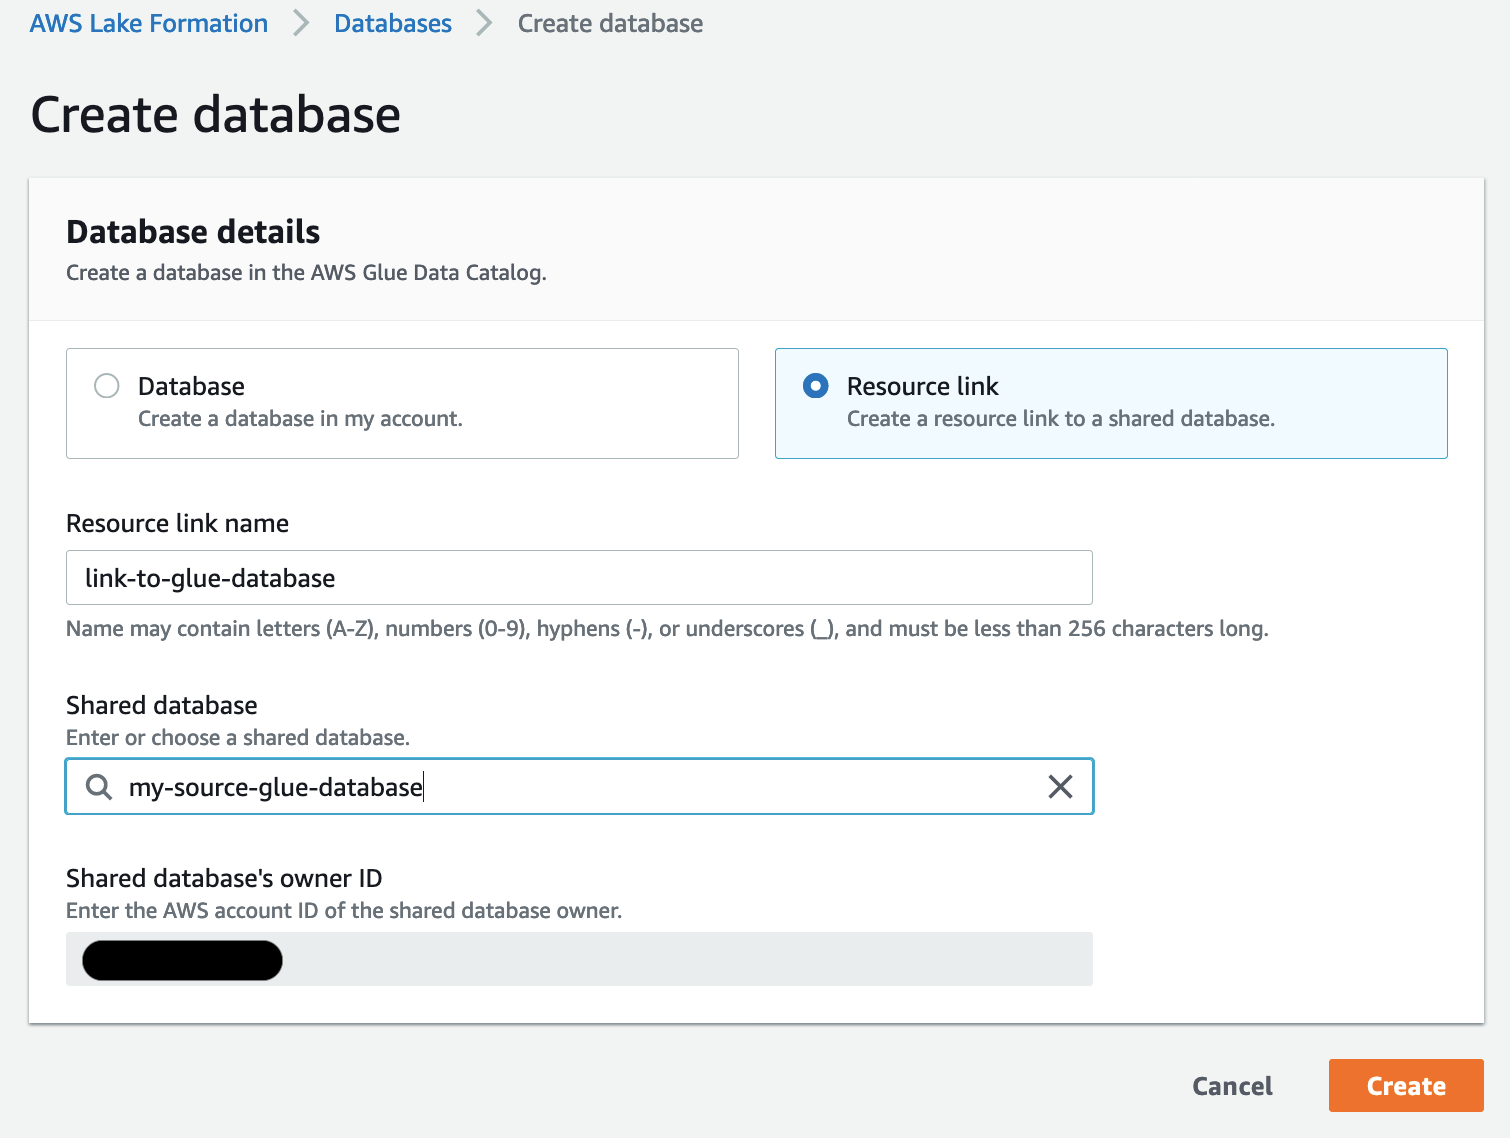 AWS Lake Formation > Databases > Create database
Create database
Database details
Create a database in the AWS Glue Data Catalog.
Database
Create a database in my account.
Resource link
Create a resource link to a shared database.
Resource link name
link-to-glue-database
Name may contain letters (A-Z), numbers (0-9), hyphens (-), or underscores (_), and must be less than 256 characters long.
Shared database
Enter or choose a shared database.
my-source-glue-database
Shared database's owner ID
Enter the AWS account ID of the shared database owner.
Cancel
Create